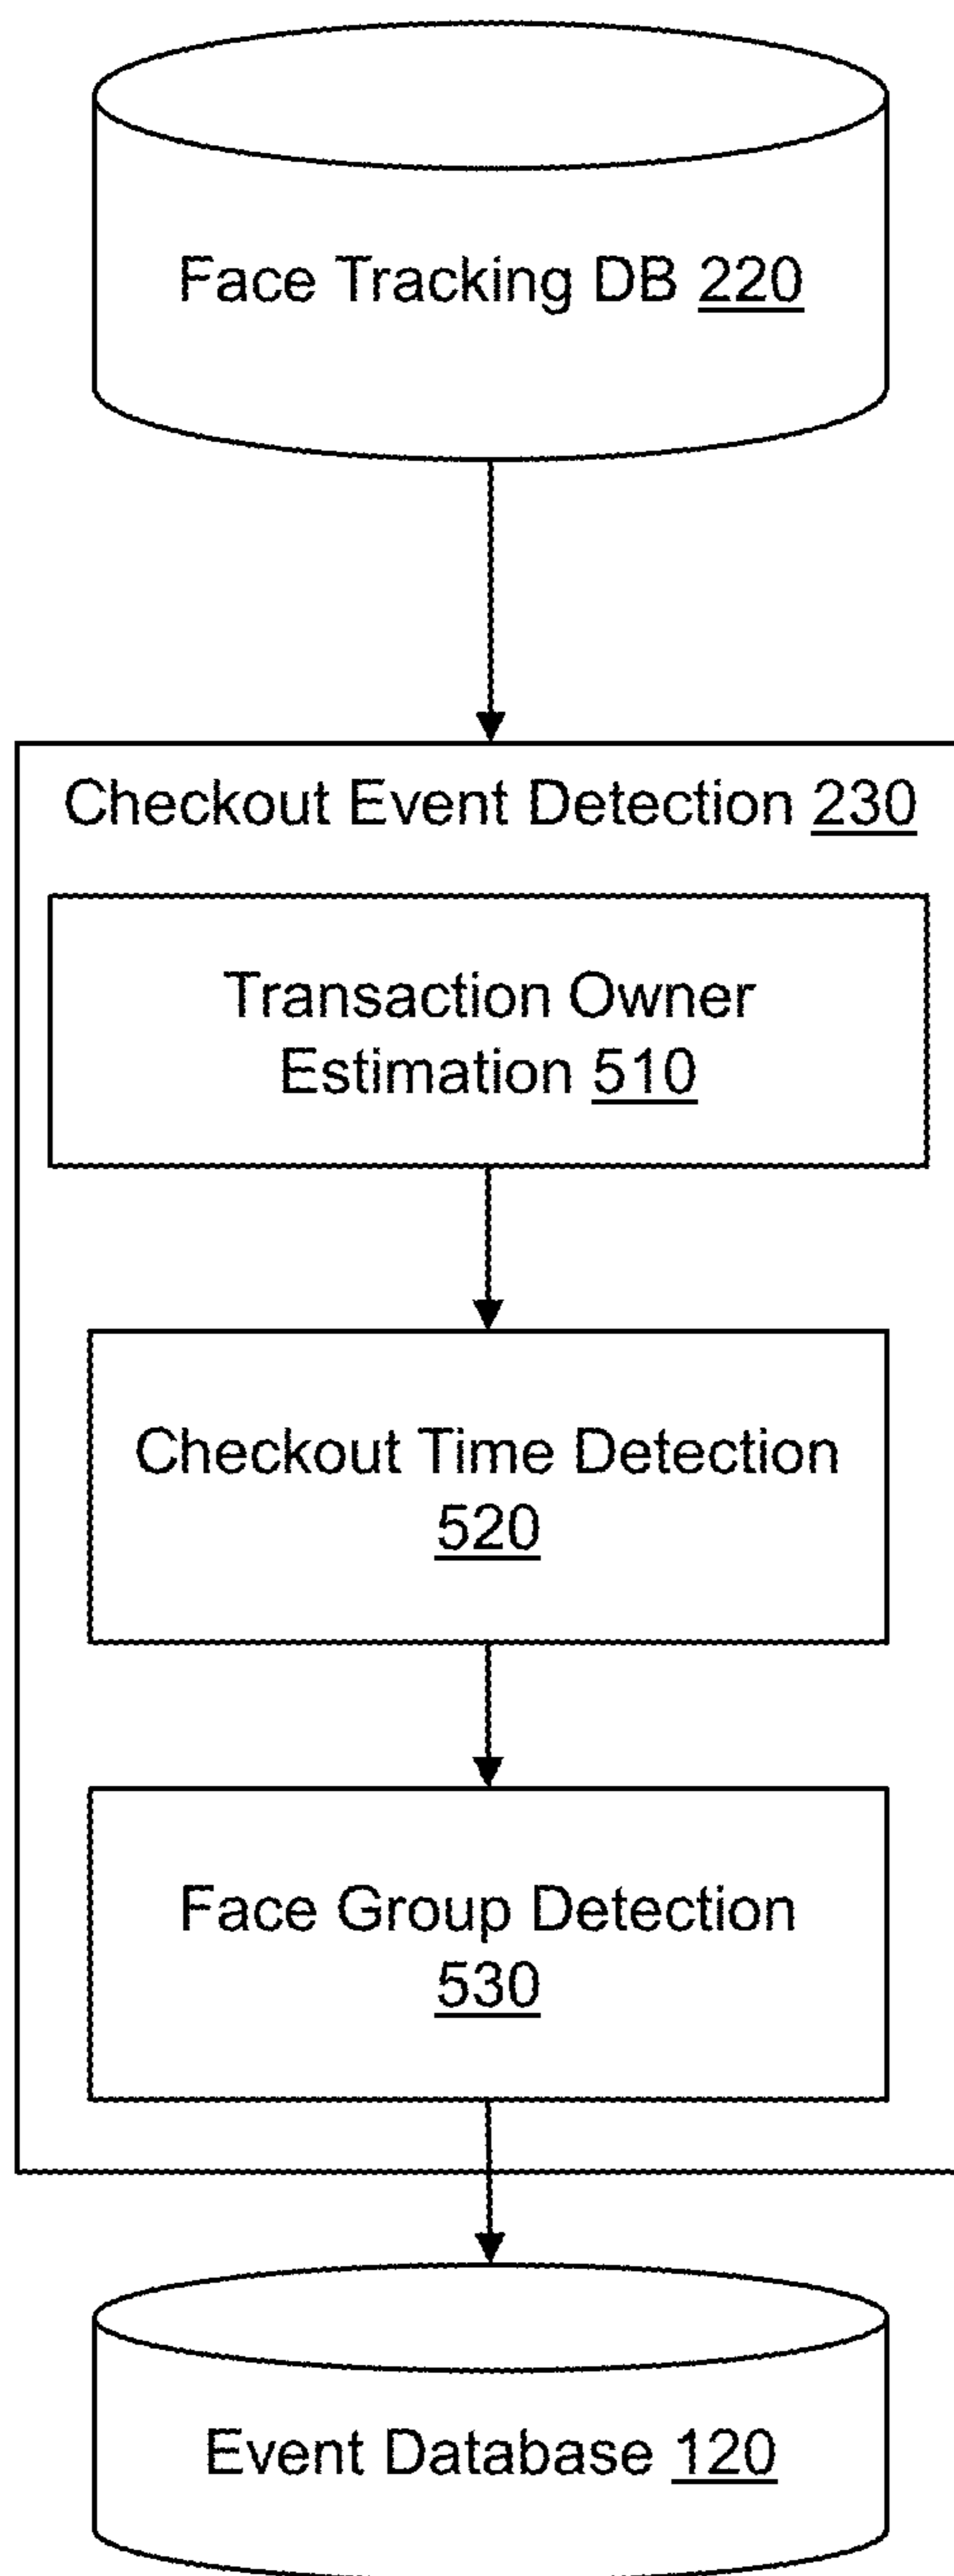 Face Tracking DB 220
Checkout Event Detection 230
Transaction Owner
Estimation 510
Checkout Time Detection
520
Face Group Detection
530
Event Database 120